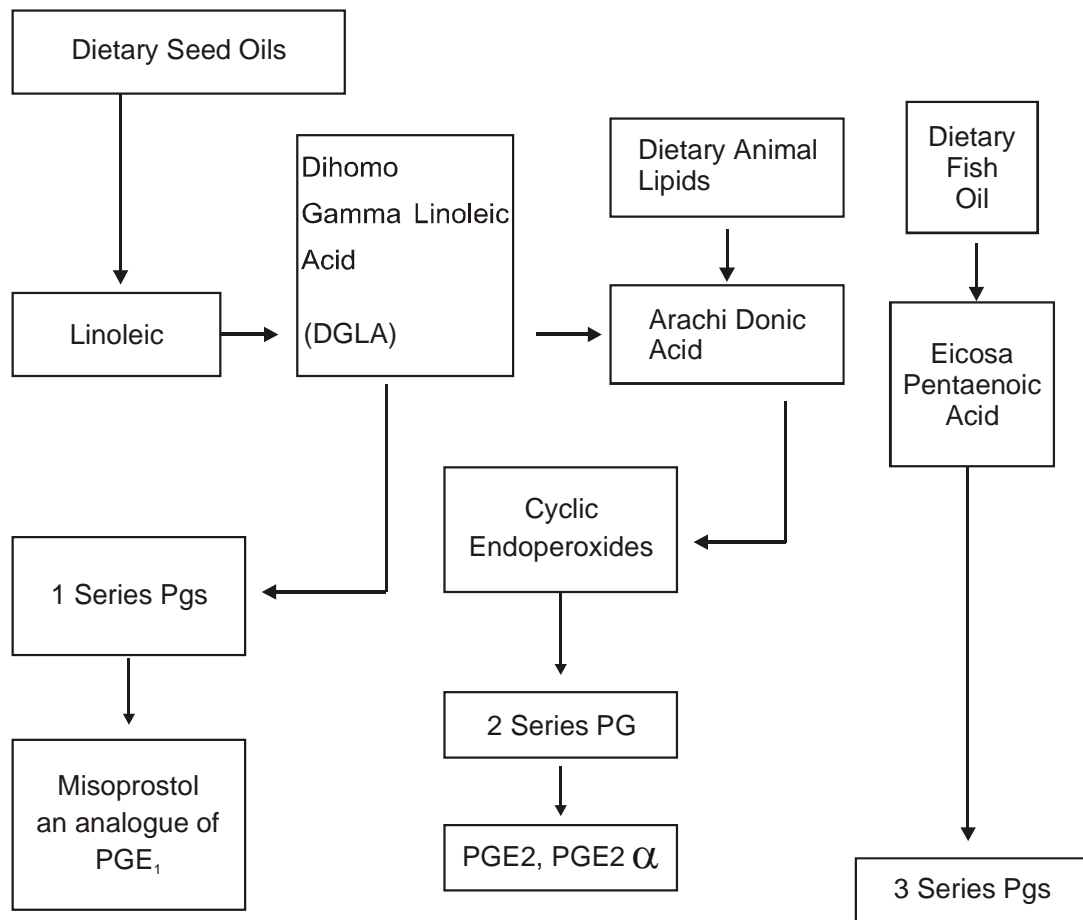 Dietary Seed Oils
Linoleic
Dihomo
Gamma Linoleic
Acid
(DGLA)
Dietary Animal
Lipids
Arachi Donic
Acid
Dietary
Fish
Oil
Eicosa
Pentaenoic
Acid
Cyclic
Endoperoxides
1 Series Pgs
2 Series PG
Misoprostol
an analogue of
PGE₁
PGE2, PGE2 α
3 Series Pgs